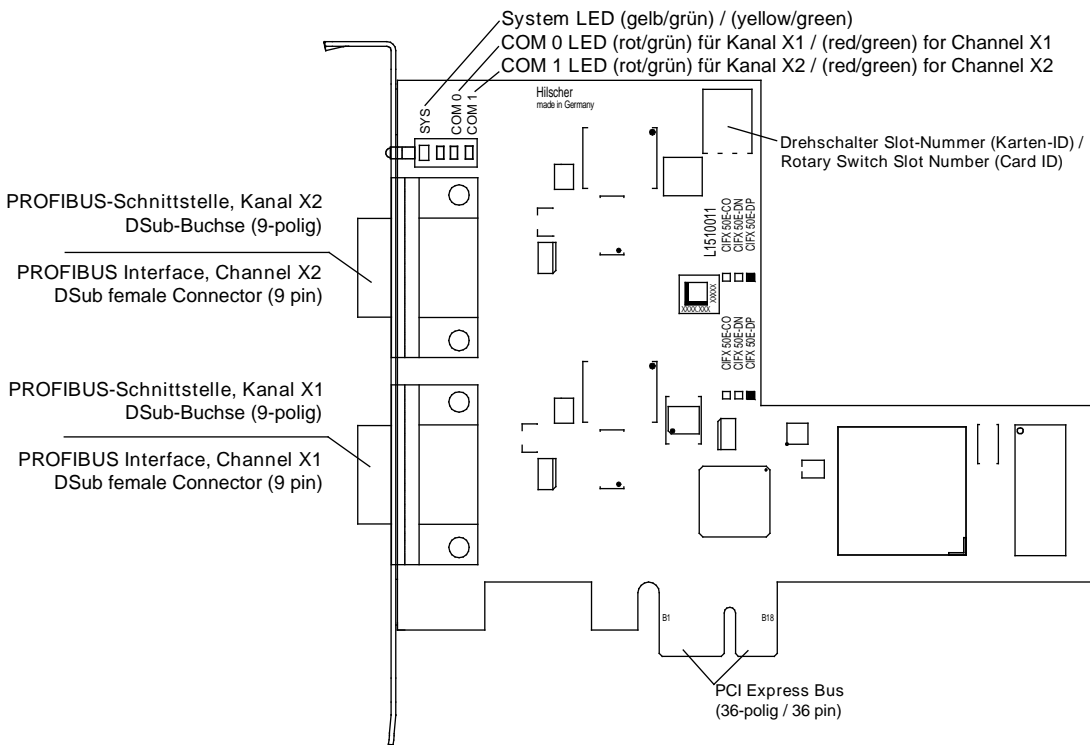 System LED (gelb/grün) / (yellow/green)
COM 0 LED (rot/grün) für Kanal X1 / (red/green) for Channel X1
COM 1 LED (rot/grün) für Kanal X2 / (red/green) for Channel X2
SYS
COM 0
COM 1
Hilscher
made in Germany
Drehschalter Slot-Nummer (Karten-ID) /
Rotary Switch Slot Number (Card ID)
PROFIBUS-Schnittstelle, Kanal X2
DSub-Buchse (9-polig)
PROFIBUS Interface, Channel X2
DSub female Connector (9 pin)
L1510011
CIFX 50E-CO
CIFX 50E-DN
CIFX 50E-DP
XXXXX
XXXX.XXX
CIFX 50E-CO
CIFX 50E-DN
CIFX 50E-DP
PROFIBUS-Schnittstelle, Kanal X1
DSub-Buchse (9-polig)
PROFIBUS Interface, Channel X1
DSub female Connector (9 pin)
B1
B18
PCI Express Bus
(36-polig / 36 pin)